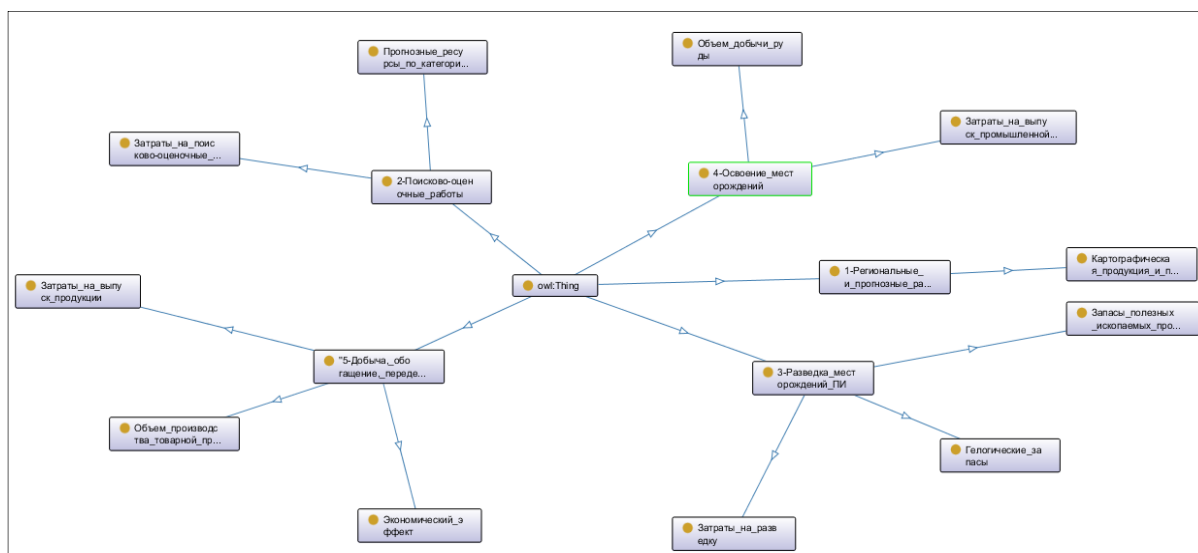 Прогнозные_ресу
рсы_по_категори...
Объем_добычи_ру
ды
Затраты_на_поис
ково-оценочные_...
Затраты_на_выпу
ск_промышленной...
2-Поисково-оцен
очные_работы
4-Освоение_мест
орождений
Картографическа
я_продукция_и_п...
1-Региональные_
и_прогнозные_ра...
owl:Thing
Затраты_на_выпу
ск_продукции
Запасы_полезных
_ископаемых_про...
"5-Добыча,_обо
гащение,_переде...
3-Разведка_мест
орождений_ПИ
Объем_производс
тва_товарной_пр...
Гелогические_за
пасы
Экономический_э
ффект
Затраты_на_разв
едку